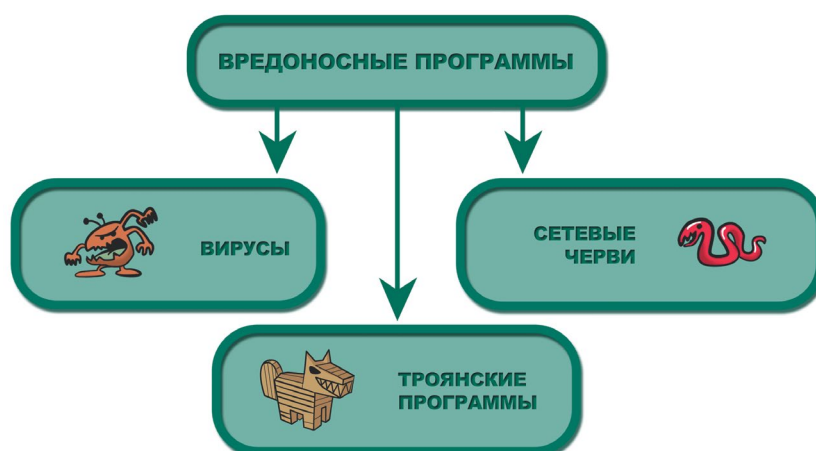 ВРЕДОНОСНЫЕ ПРОГРАММЫ
ВИРУСЫ
СЕТЕВЫЕ
ЧЕРВИ
ТРОЯНСКИЕ
ПРОГРАММЫ